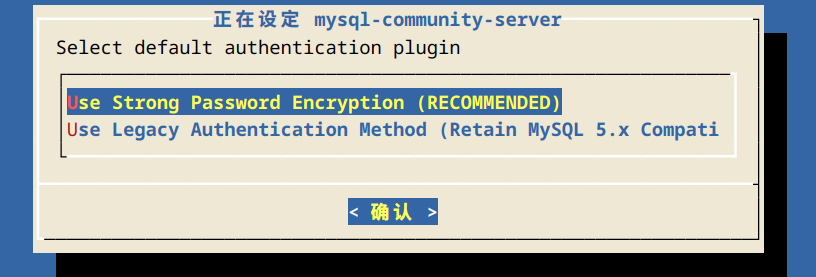 正在设定 mysql-community-server
Select default authentication plugin
Use Strong Password Encryption (RECOMMENDED)
Use Legacy Authentication Method (Retain MySQL 5.x Compati
< 确认 >